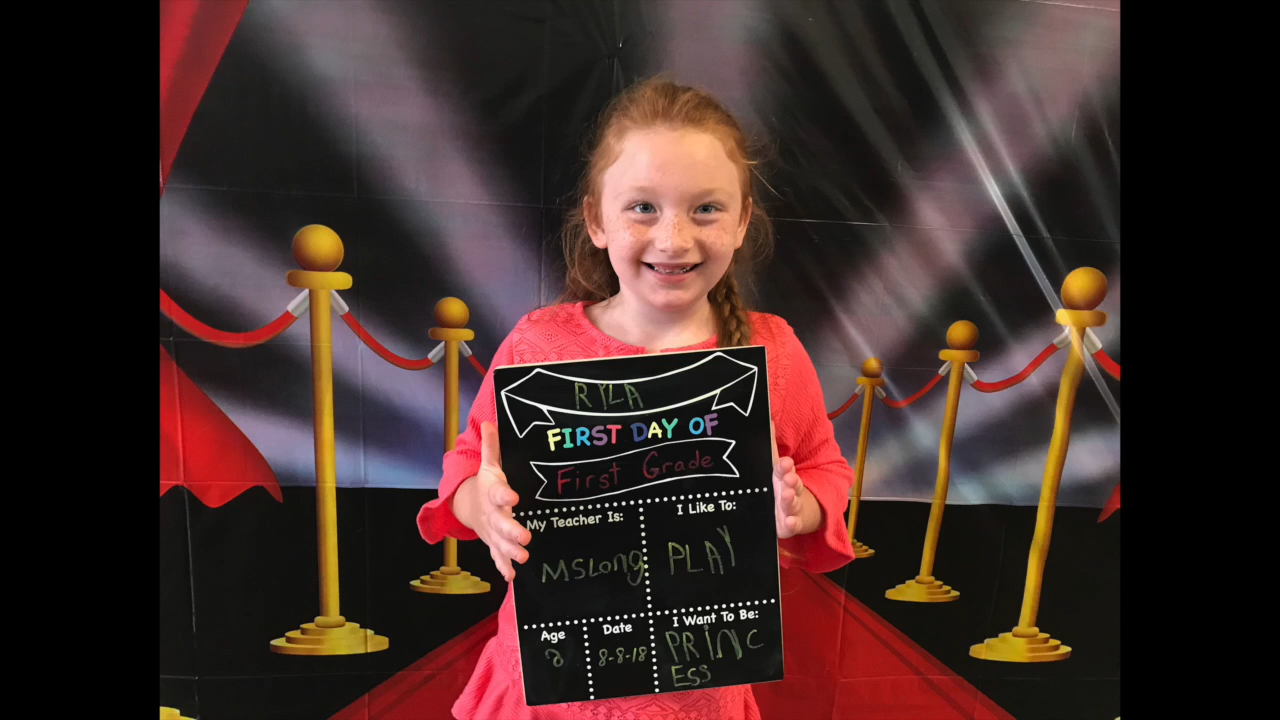 RYLA
FIRST DAY OF
First Grade
My Teacher Is:
MSLong
I Like To:
PLAY
Age
Date
8-8-18
I Want To Be:
PRiNC
ESS